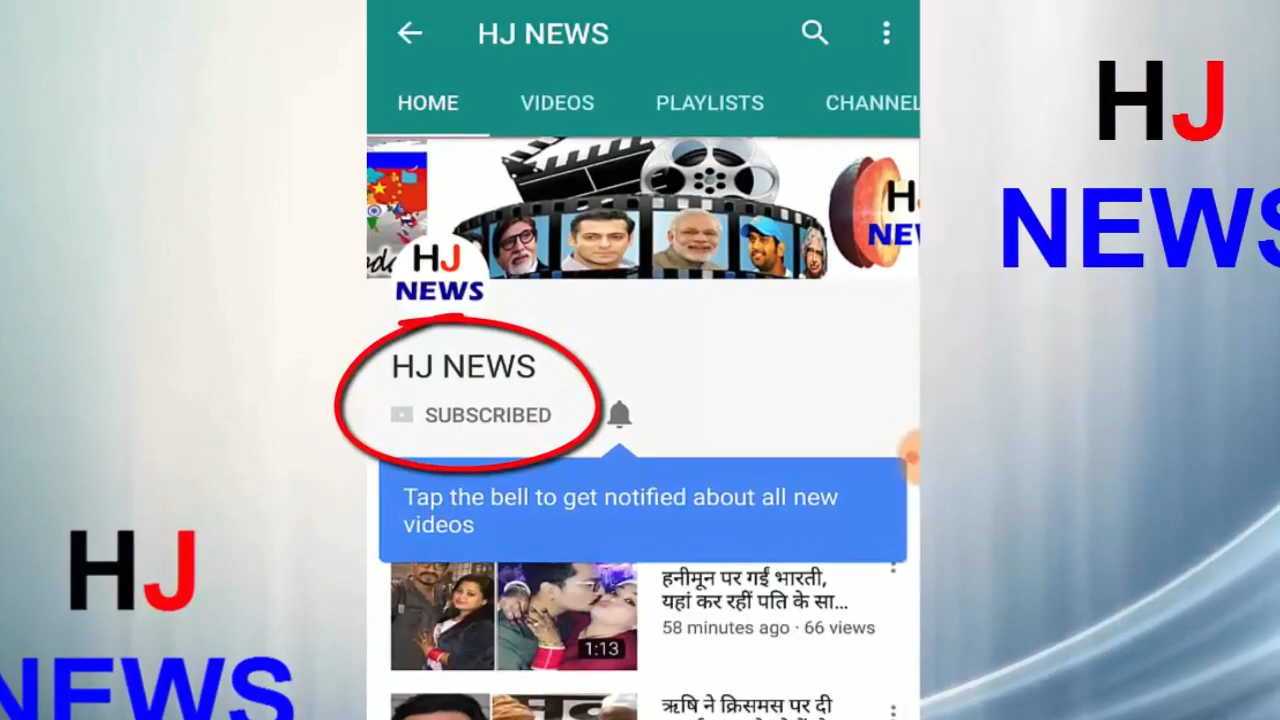 HJ NEWS
HOME VIDEOS PLAYLISTS CHANNEL
HJ
NEWS
HJ
NEWS
HJ NEWS
SUBSCRIBED
Tap the bell to get notified about all new
videos
हनीमून पर गईं भारती,
यहां कर रहीं पति के सा...
58 minutes ago · 66 views
1:13
ऋषि ने क्रिसमस पर दी
HJ
NEWS